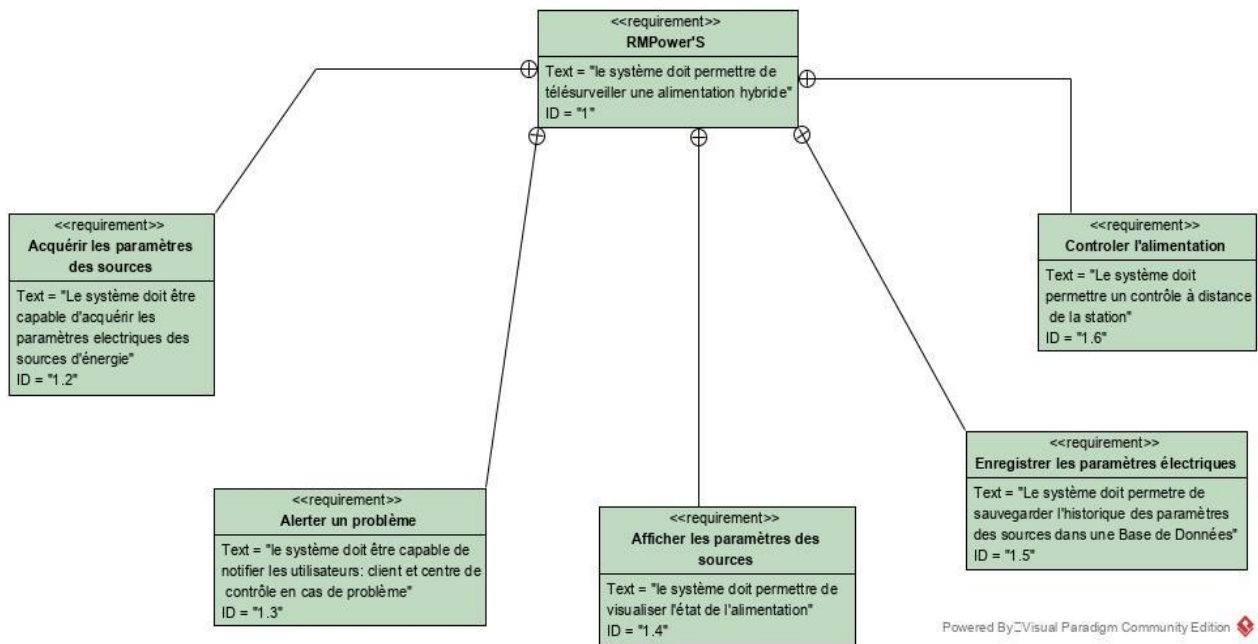 <<requirement>>
RMPower'S
Text = "le système doit permettre de
télésurveiller une alimentation hybride"
ID = "1"
<<requirement>>
Acquérir les paramètres
des sources
Text = "Le système doit être
capable d'acquérir les
paramètres electriques des
sources d'énergie"
ID = "1.2"
<<requirement>>
Controler l'alimentation
Text = "Le système doit
permettre un contrôle à distance
de la station"
ID = "1.6"
<<requirement>>
Alerter un problème
Text = "le système doit être capable de
notifier les utilisateurs: client et centre de
contrôle en cas de problème"
ID = "1.3"
<<requirement>>
Afficher les paramètres des
sources
Text = "le système doit permettre de
visualiser l'état de l'alimentation"
ID = "1.4"
<<requirement>>
Enregistrer les paramètres électriques
Text = "Le système doit permetre de
sauvegarder l'historique des paramètres
des sources dans une Base de Données"
ID = "1.5"
Powered By Visual Paradigm Community Edition